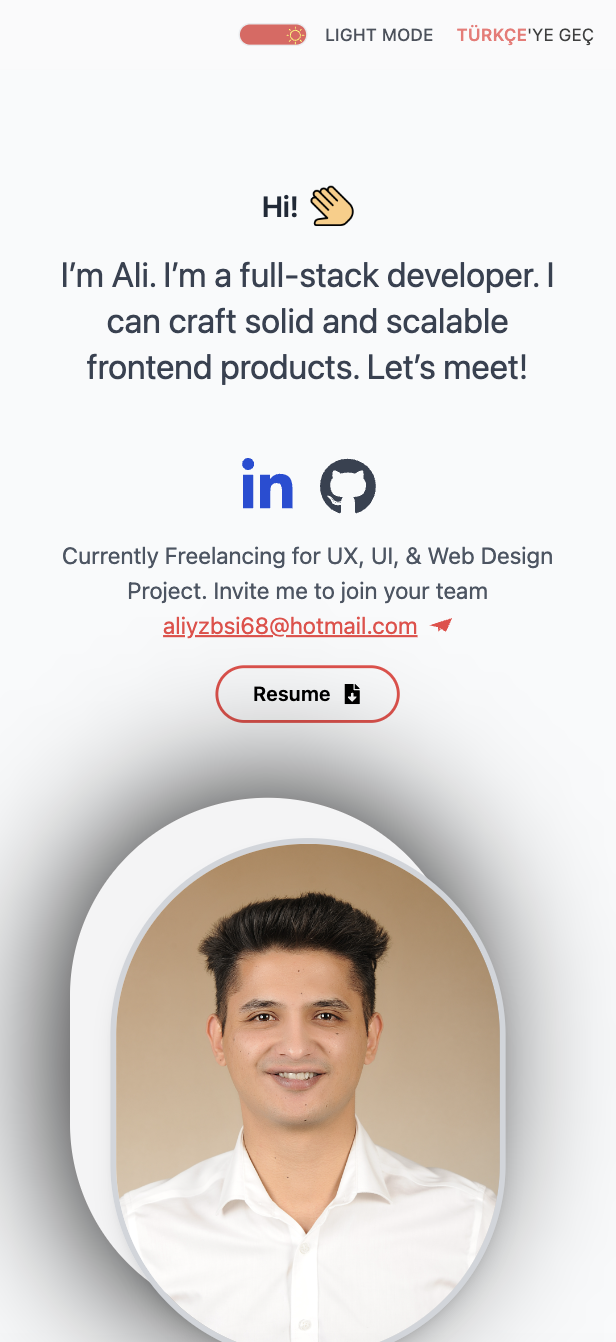 LIGHT MODE TÜRKÇE'YE GEÇ
Hi!
I’m Ali. I’m a full-stack developer. I
can craft solid and scalable
frontend products. Let’s meet!
in
Currently Freelancing for UX, UI, & Web Design
Project. Invite me to join your team
aliyzbsi68@hotmail.com
Resume